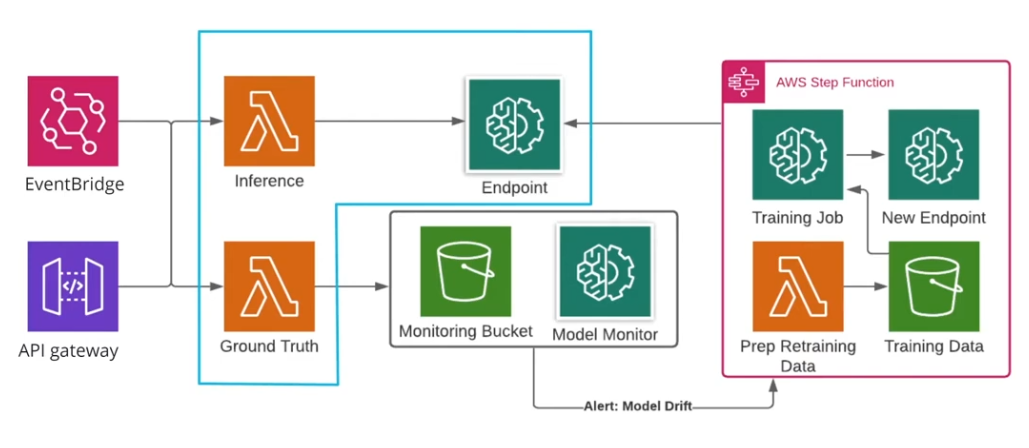 AWS Step Function
EventBridge
Inference
Endpoint
Training Job
New Endpoint
API gateway
</>
Ground Truth
Monitoring Bucket
Model Monitor
Prep Retraining
Data
Training Data
Alert: Model Drift